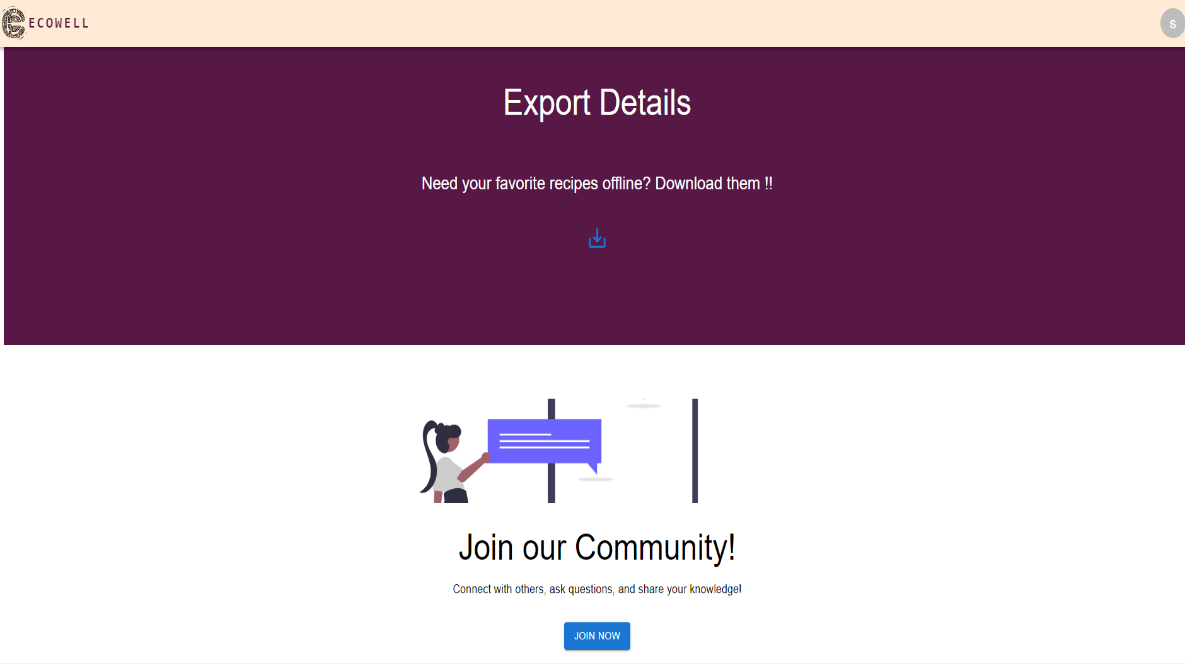 ECOWELL
S
Export Details
Need your favorite recipes offline? Download them !!
Join our Community!
Connect with others, ask questions, and share your knowledge!
JOIN NOW